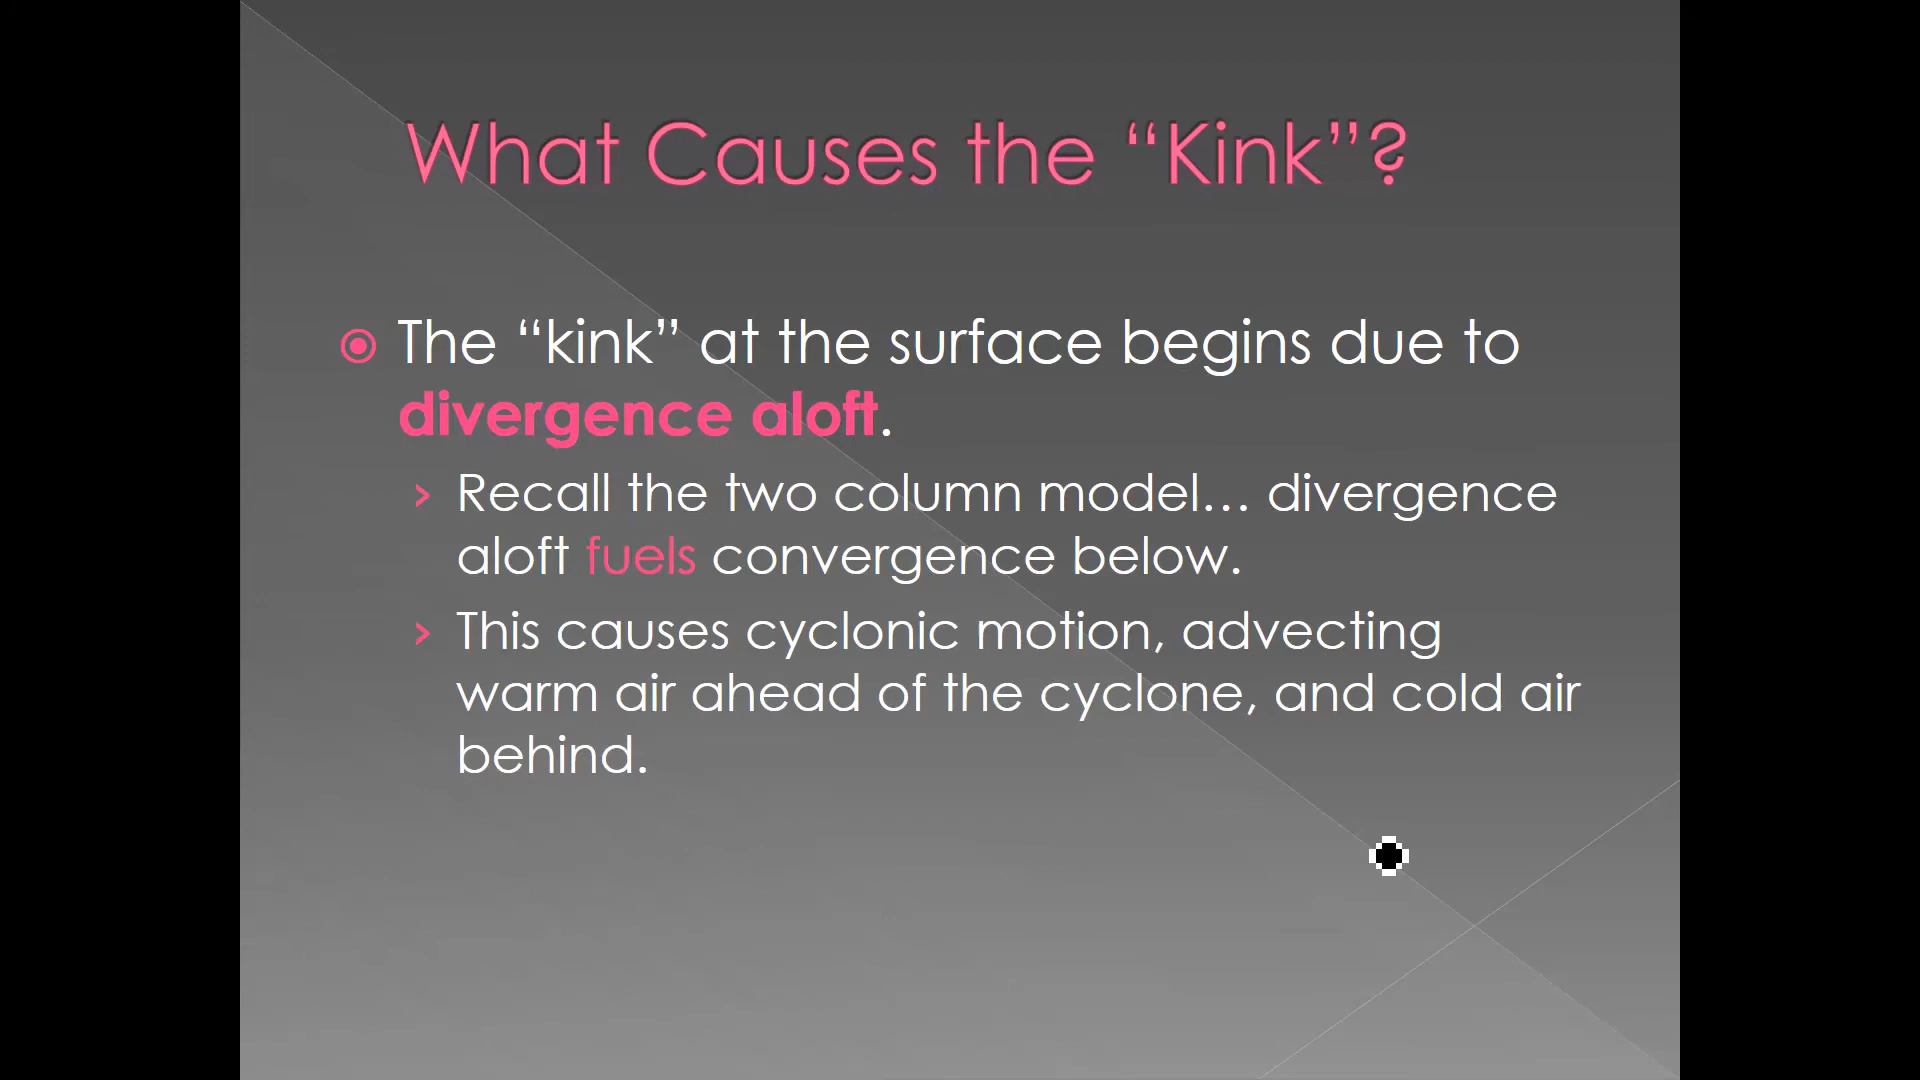 What Causes the “Kink”?
The “kink” at the surface begins due to
divergence aloft.
Recall the two column model… divergence
aloft fuels convergence below.
This causes cyclonic motion, advecting
warm air ahead of the cyclone, and cold air
behind.